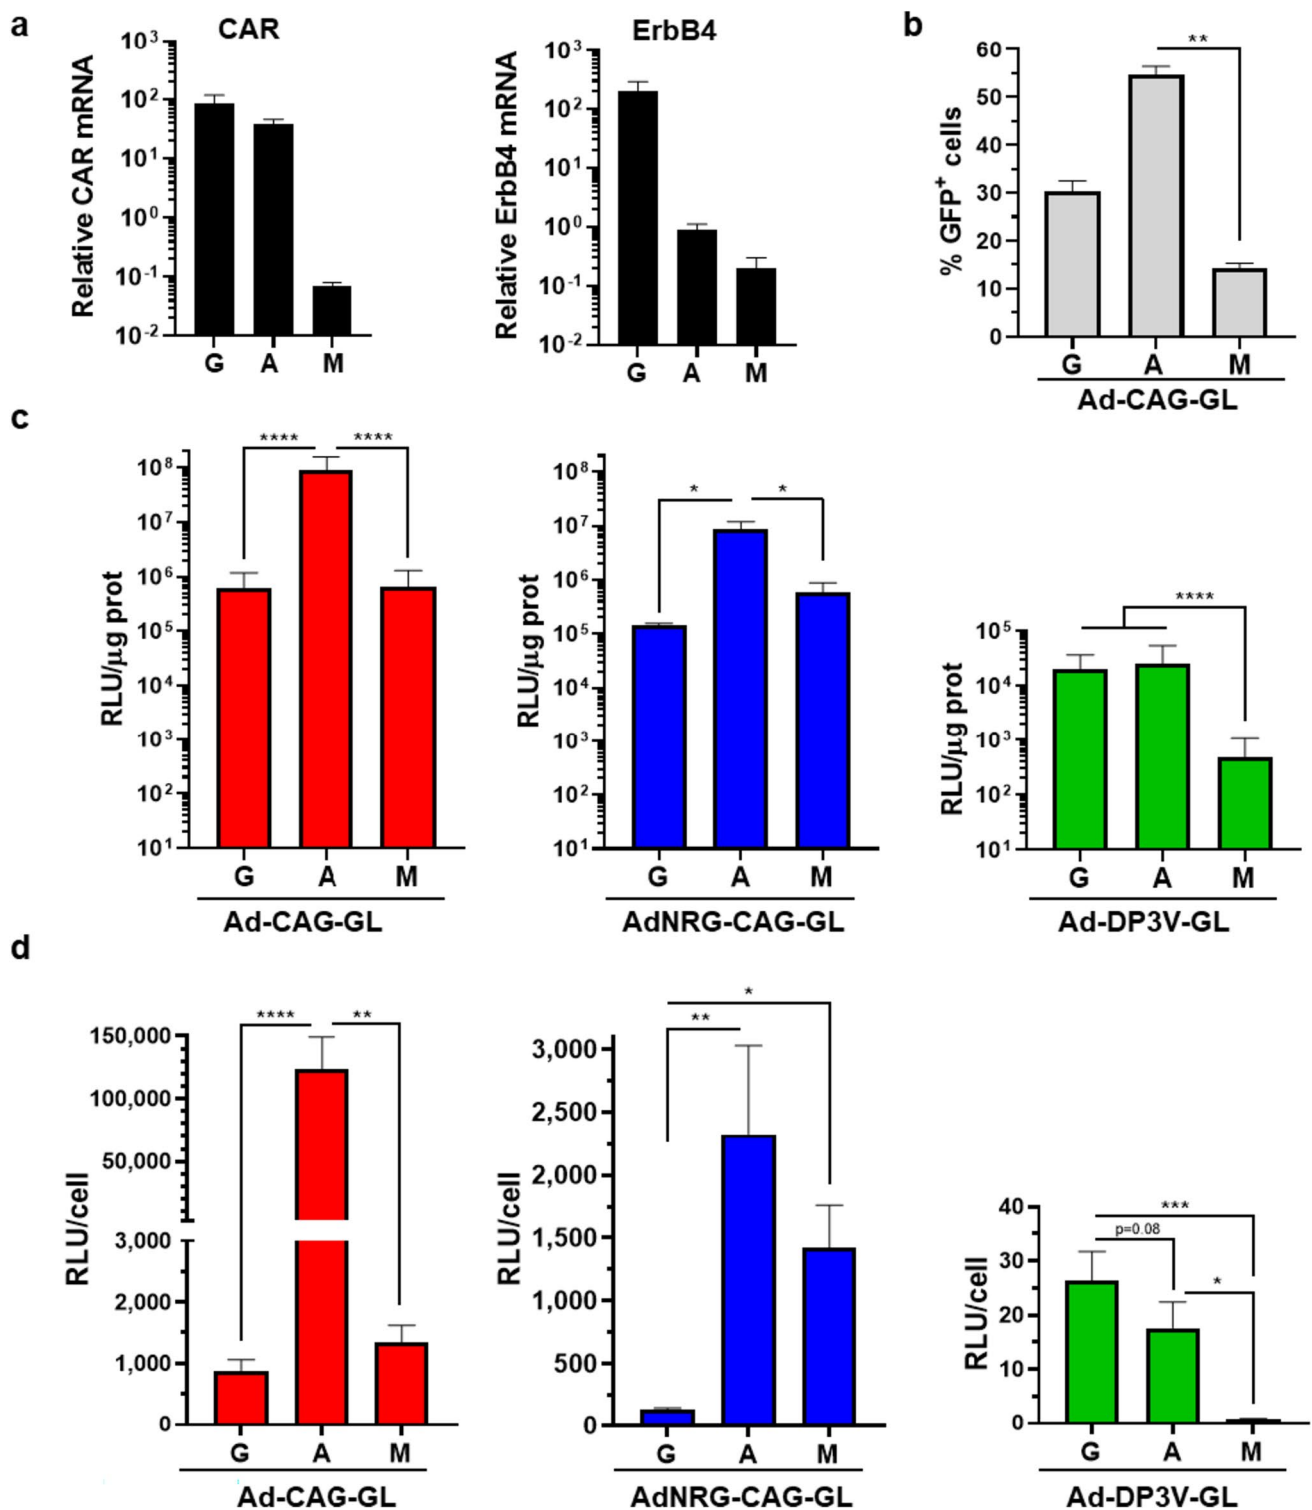 a
CAR
Relative CAR mRNA
10³
10²
10¹
10⁰
10⁻¹
10⁻²
G A M
ErbB4
Relative ErbB4 mRNA
10³
10²
10¹
10⁰
10⁻¹
10⁻²
G A M
b
% GFP⁺ cells
60
50
40
30
20
10
0
**
G A M
Ad-CAG-GL
c
RLU/µg prot
10⁸
10⁷
10⁶
10⁵
10⁴
10³
10²
10¹
**** ****
G A M
Ad-CAG-GL
RLU/µg prot
10⁸
10⁷
10⁶
10⁵
10⁴
10³
10²
10¹
* *
G A M
AdNRG-CAG-GL
RLU/µg prot
10⁵
10⁴
10³
10²
10¹
****
G A M
Ad-DP3V-GL
d
RLU/cell
150,000
100,000
50,000
3,000
2,000
1,000
0
**** **
G A M
Ad-CAG-GL
RLU/cell
3,000
2,500
2,000
1,500
1,000
500
0
*
**
G A M
AdNRG-CAG-GL
RLU/cell
40
30
20
10
0
***
p=0.08
*
G A M
Ad-DP3V-GL